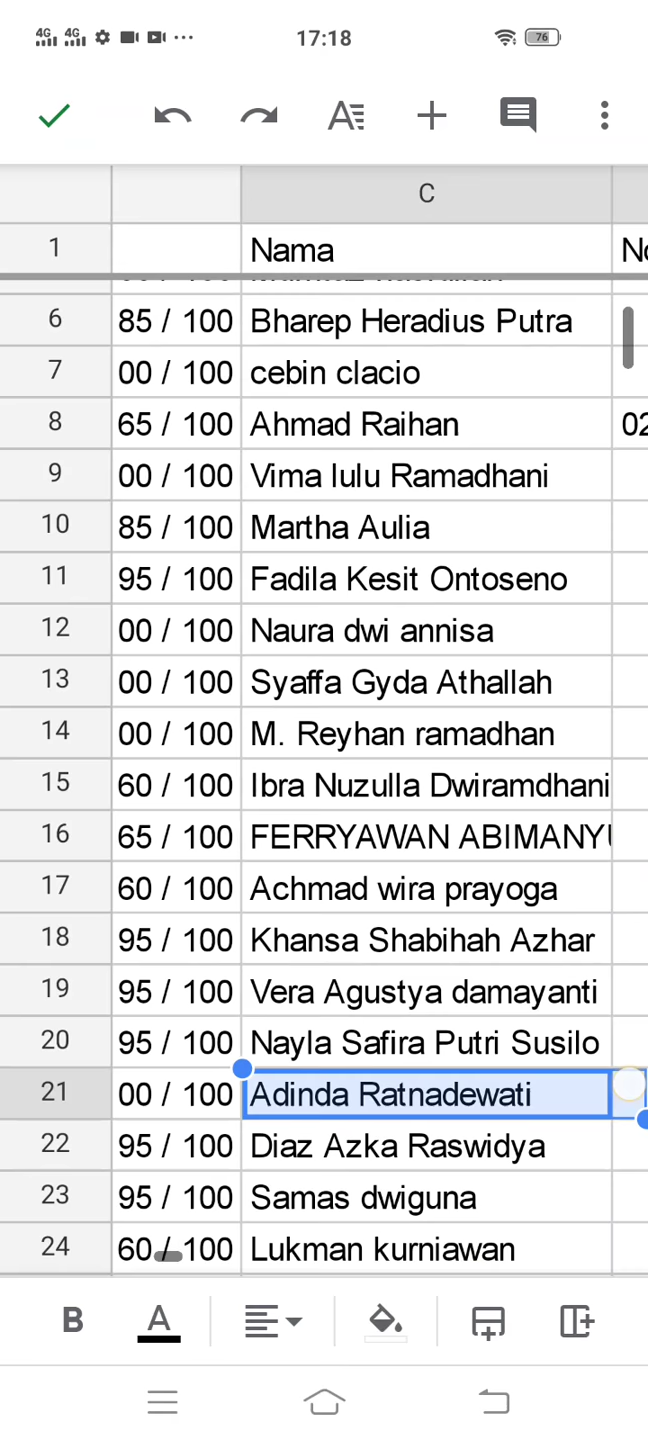 4G 4G 17:18 76
C
1 Nama
6 85 / 100 Bharep Heradius Putra
7 00 / 100 cebin clacio
8 65 / 100 Ahmad Raihan 02
9 00 / 100 Vima lulu Ramadhani
10 85 / 100 Martha Aulia
11 95 / 100 Fadila Kesit Ontoseno
12 00 / 100 Naura dwi annisa
13 00 / 100 Syaffa Gyda Athallah
14 00 / 100 M. Reyhan ramadhan
15 60 / 100 Ibra Nuzulla Dwiramdhani
16 65 / 100 FERRYAWAN ABIMANYU
17 60 / 100 Achmad wira prayoga
18 95 / 100 Khansa Shabihah Azhar
19 95 / 100 Vera Agustya damayanti
20 95 / 100 Nayla Safira Putri Susilo
21 00 / 100 Adinda Ratnadewati
22 95 / 100 Diaz Azka Raswidya
23 95 / 100 Samas dwiguna
24 60 / 100 Lukman kurniawan
B A